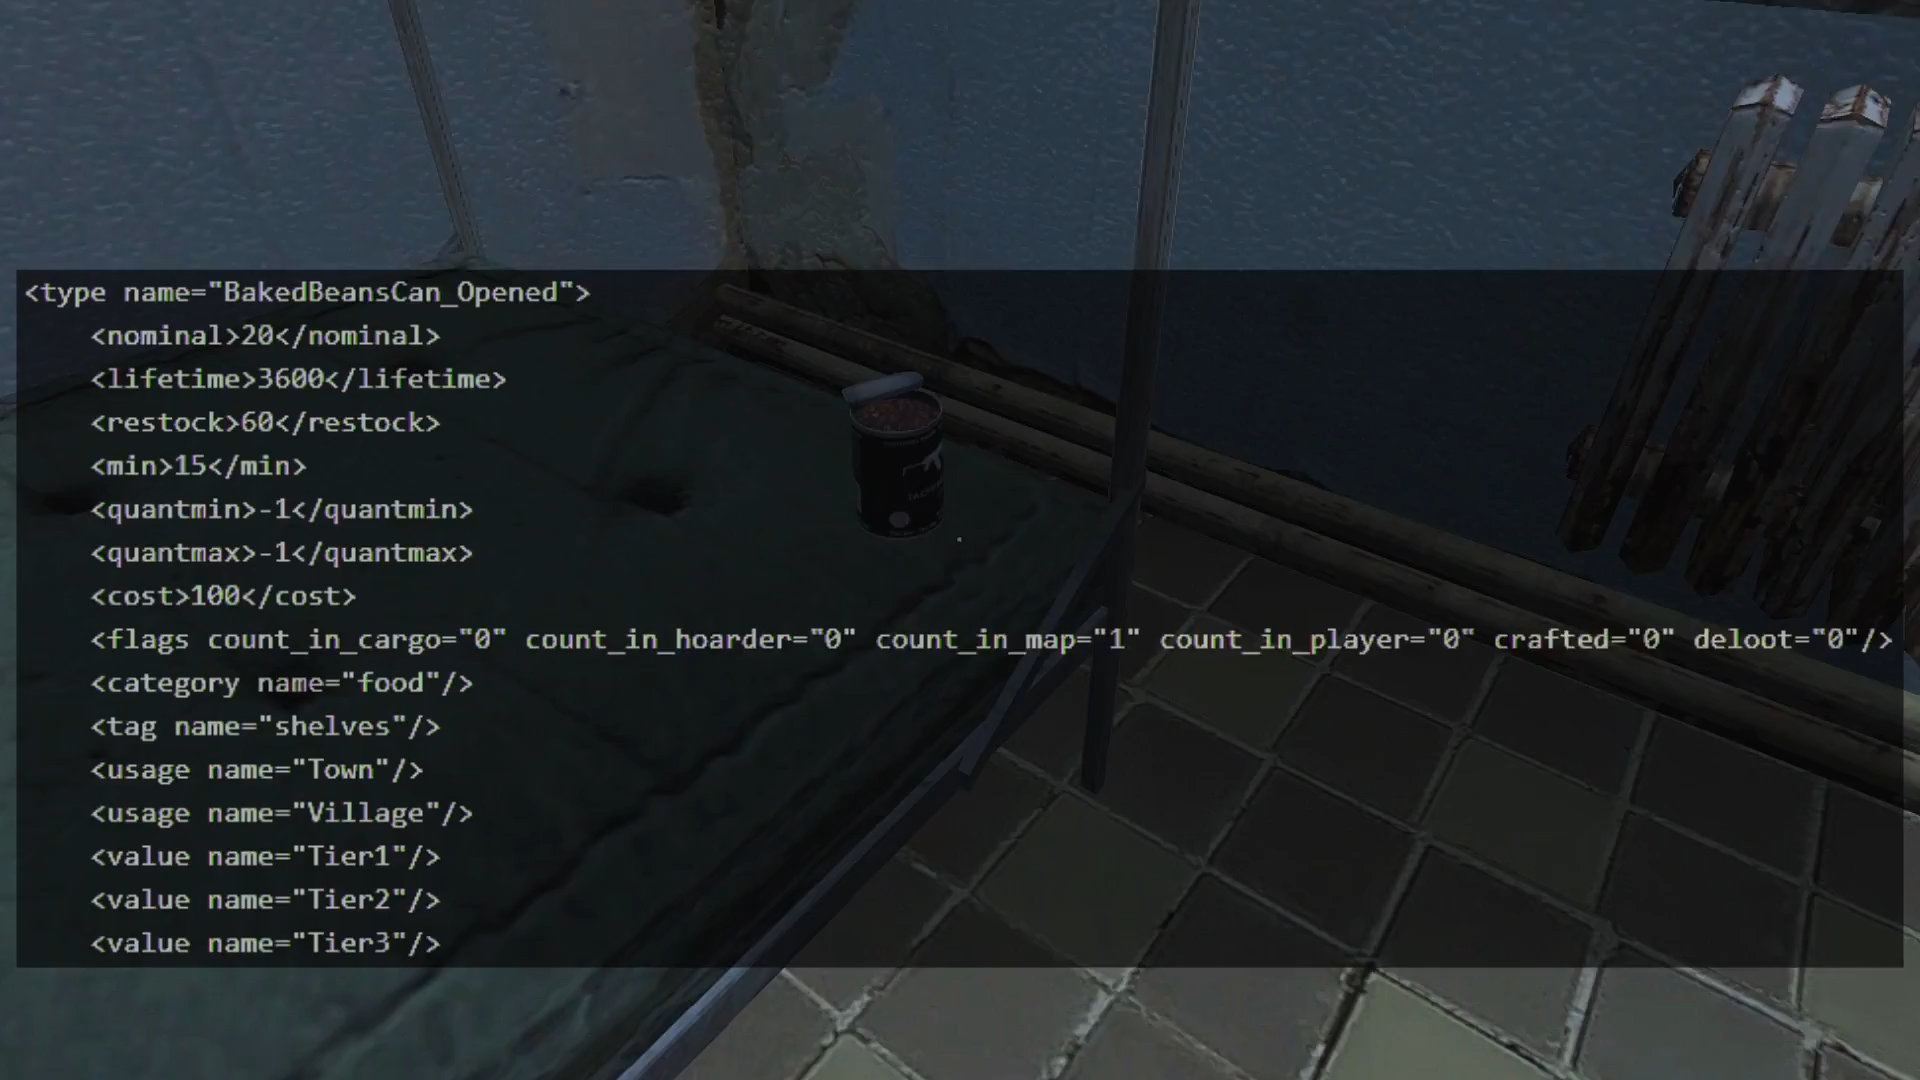 <type name="BakedBeansCan_Opened">
<nominal>20</nominal>
<lifetime>3600</lifetime>
<restock>60</restock>
<min>15</min>
<quantmin>-1</quantmin>
<quantmax>-1</quantmax>
<cost>100</cost>
<flags count_in_cargo="0" count_in_hoarder="0" count_in_map="1" count_in_player="0" crafted="0" deloot="0"/>
<category name="food"/>
<tag name="shelves"/>
<usage name="Town"/>
<usage name="Village"/>
<value name="Tier1"/>
<value name="Tier2"/>
<value name="Tier3"/>